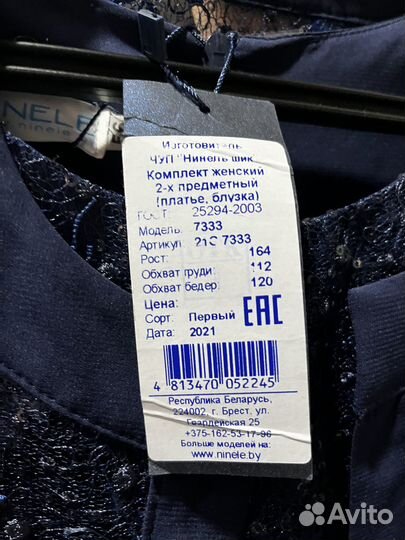 NINELE
ninele
Изготовитель
ЧУП "Нинель шик"
Комплект женский
2-х предметный
(платье, блузка)
ГОСТ: 25294-2003
Модель: 7333
Артикул: 21С 7333
Рост: 164
Обхват груди: 112
Обхват бедер: 120
Цена:
Сорт: Первый
EAC
Дата: 2021
4 813470 052245
Республика Беларусь,
224002, г. Брест, ул.
Гвардейская 25
+375-162-53-17-96
Больше моделей на:
www.ninele.by
Avito